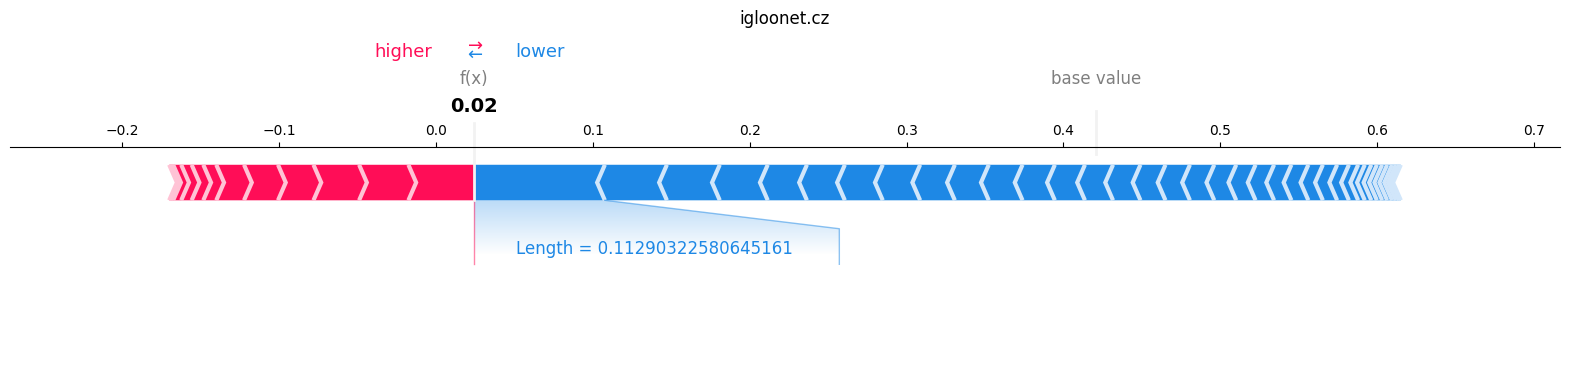 igloonet.cz
higher → ← lower
f(x)
base value
0.02
−0.2 −0.1 0.0 0.1 0.2 0.3 0.4 0.5 0.6 0.7
Length = 0.11290322580645161